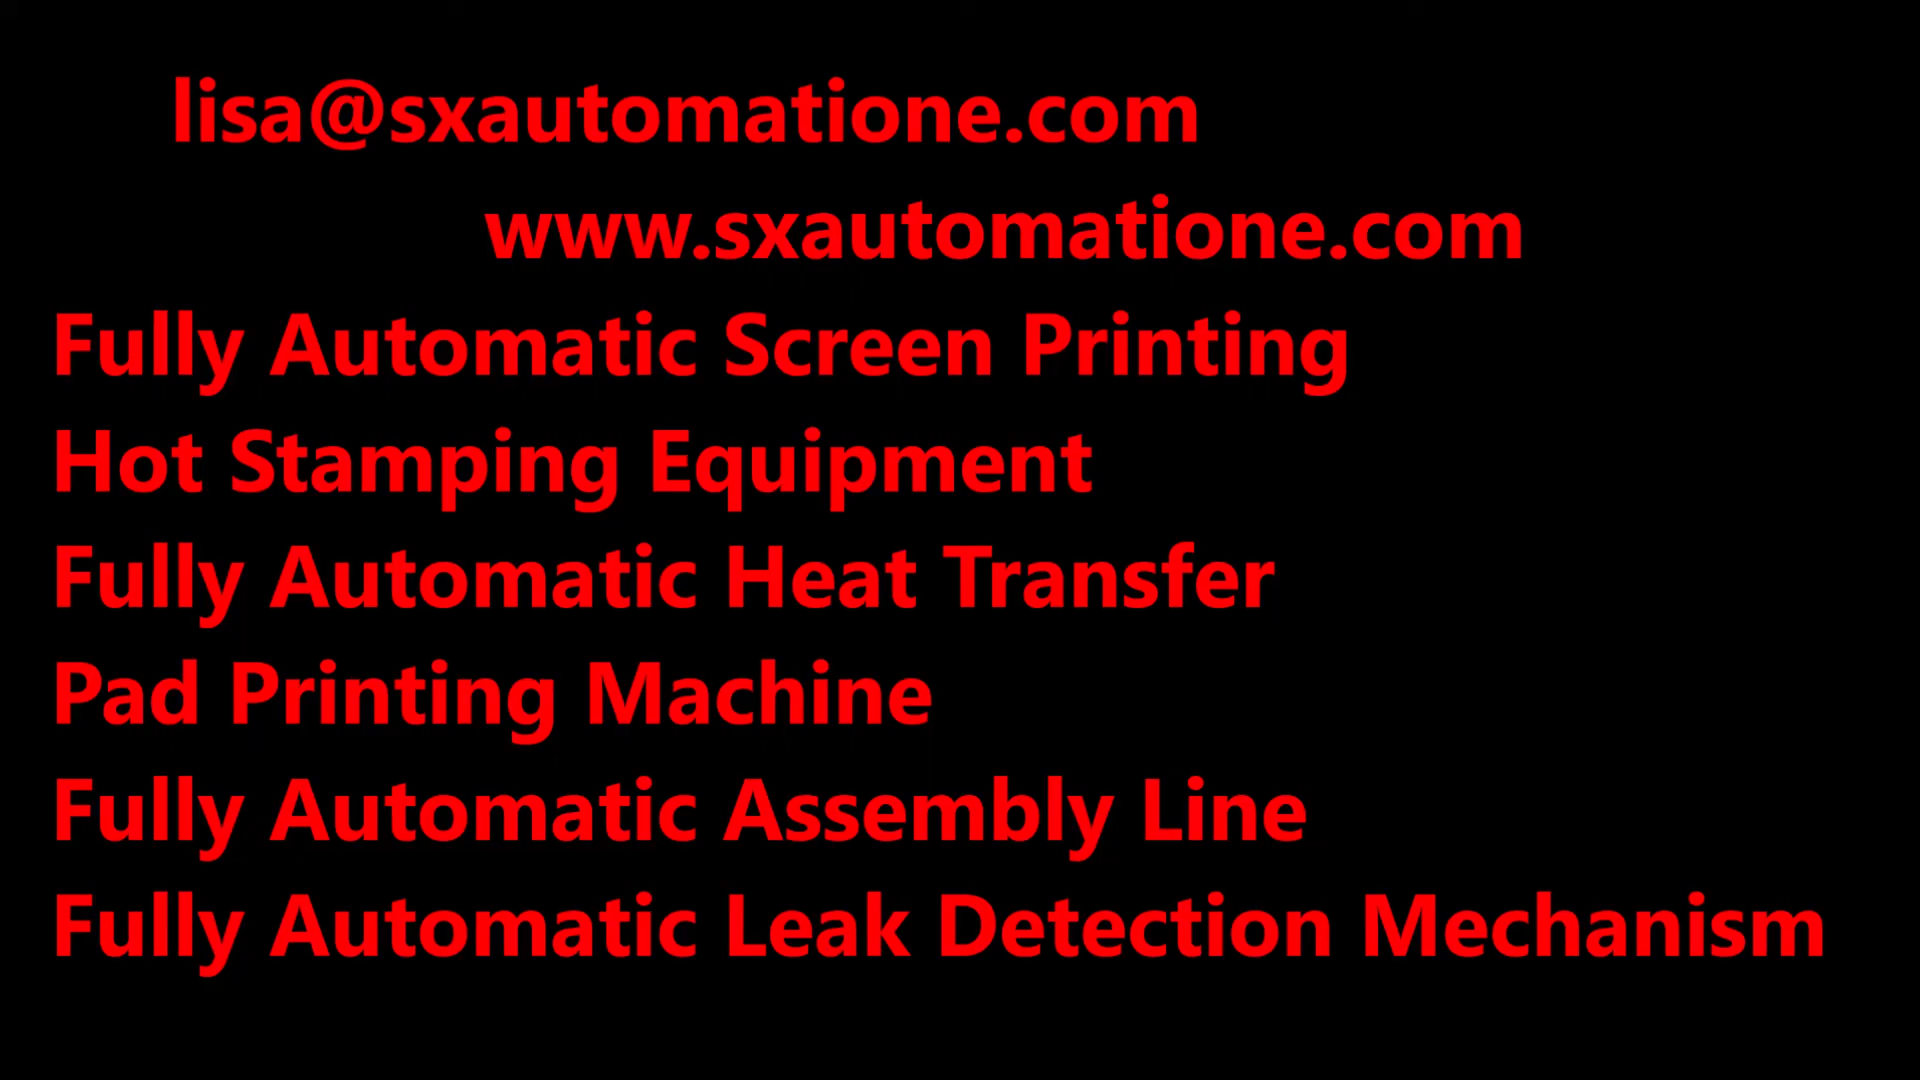 lisa@sxautomatione.com
www.sxautomatione.com
Fully Automatic Screen Printing
Hot Stamping Equipment
Fully Automatic Heat Transfer
Pad Printing Machine
Fully Automatic Assembly Line
Fully Automatic Leak Detection Mechanism